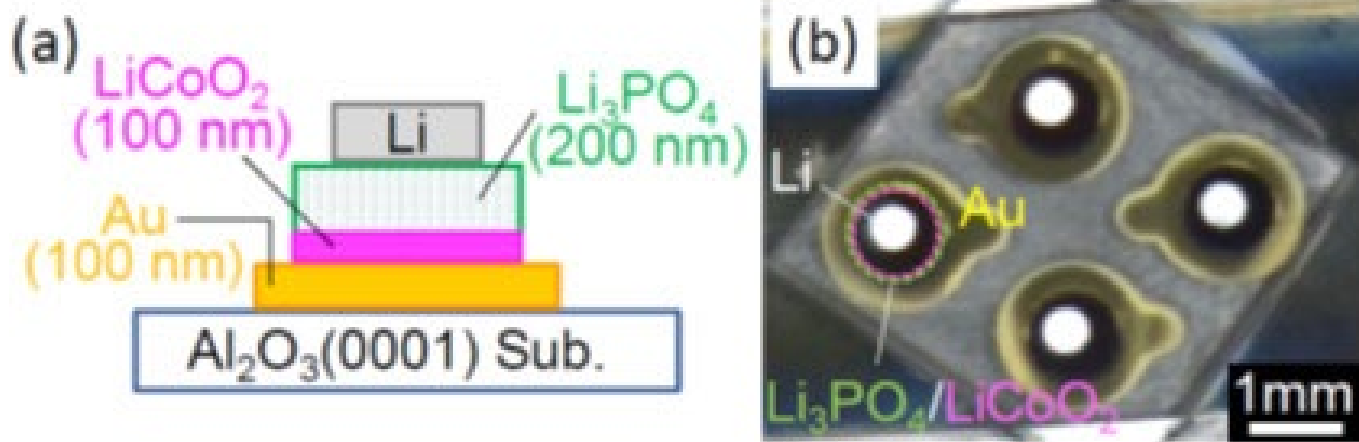 (a)
LiCoO₂
(100 nm)
Li
Li₃PO₄
(200 nm)
Au
(100 nm)
Al₂O₃(0001) Sub.
(b)
Li
Au
Li₃PO₄/LiCoO₂
1mm